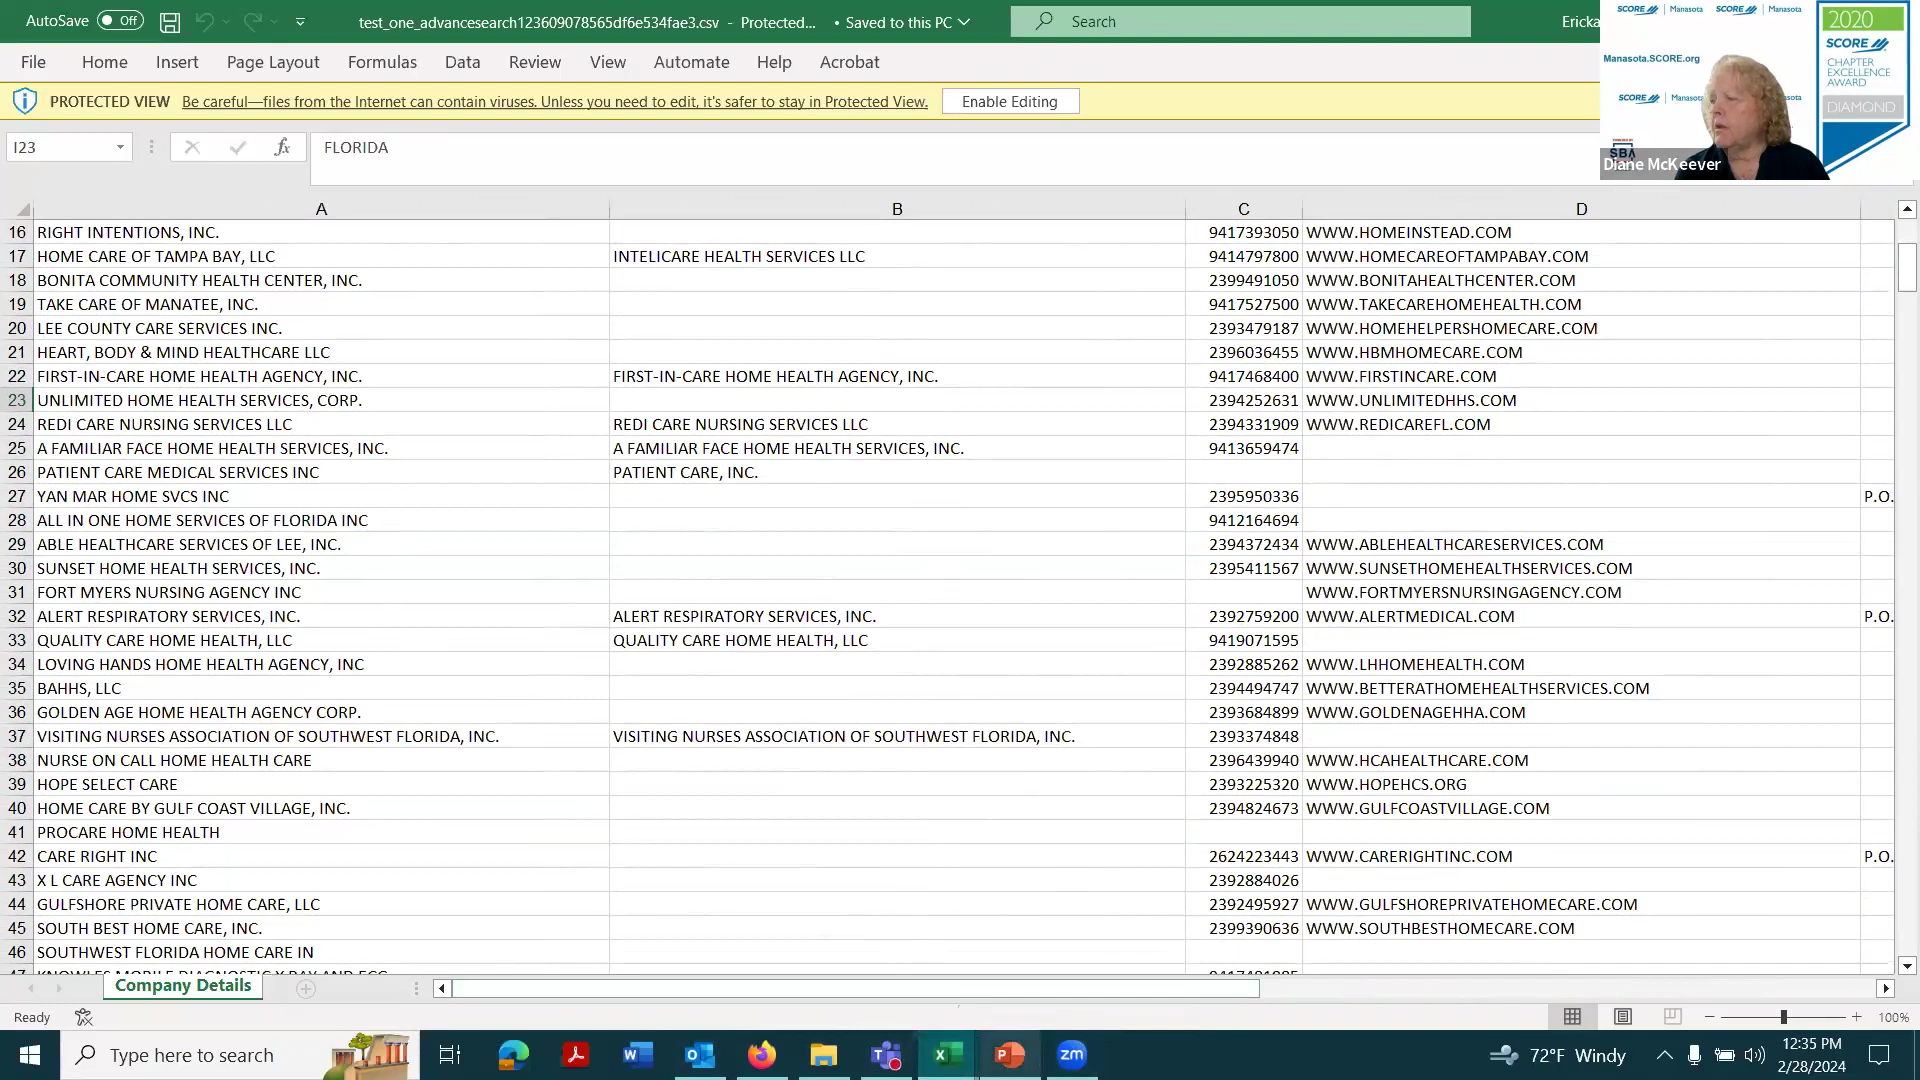 AutoSave Off test_one_advancesearch123609078565df6e534fae3.csv - Protected... • Saved to this PC Search Ericka
File Home Insert Page Layout Formulas Data Review View Automate Help Acrobat
PROTECTED VIEW Be careful—files from the Internet can contain viruses. Unless you need to edit, it's safer to stay in Protected View. Enable Editing
I23 fx FLORIDA
SCORE | Manasota SCORE | Manasota
Manasota.SCORE.org
SCORE | Manasota
SBA
Diane McKeever
2020
SCORE
CHAPTER
EXCELLENCE
AWARD
DIAMOND
A B C D
16 RIGHT INTENTIONS, INC. 9417393050 WWW.HOMEINSTEAD.COM
17 HOME CARE OF TAMPA BAY, LLC INTELICARE HEALTH SERVICES LLC 9414797800 WWW.HOMECAREOFTAMPABAY.COM
18 BONITA COMMUNITY HEALTH CENTER, INC. 2399491050 WWW.BONITAHEALTHCENTER.COM
19 TAKE CARE OF MANATEE, INC. 9417527500 WWW.TAKECAREHOMEHEALTH.COM
20 LEE COUNTY CARE SERVICES INC. 2393479187 WWW.HOMEHELPERSHOMECARE.COM
21 HEART, BODY & MIND HEALTHCARE LLC 2396036455 WWW.HBMHOMECARE.COM
22 FIRST-IN-CARE HOME HEALTH AGENCY, INC. FIRST-IN-CARE HOME HEALTH AGENCY, INC. 9417468400 WWW.FIRSTINCARE.COM
23 UNLIMITED HOME HEALTH SERVICES, CORP. 2394252631 WWW.UNLIMITEDHHS.COM
24 REDI CARE NURSING SERVICES LLC REDI CARE NURSING SERVICES LLC 2394331909 WWW.REDICAREFL.COM
25 A FAMILIAR FACE HOME HEALTH SERVICES, INC. A FAMILIAR FACE HOME HEALTH SERVICES, INC. 9413659474
26 PATIENT CARE MEDICAL SERVICES INC PATIENT CARE, INC.
27 YAN MAR HOME SVCS INC 2395950336 P.O.
28 ALL IN ONE HOME SERVICES OF FLORIDA INC 9412164694
29 ABLE HEALTHCARE SERVICES OF LEE, INC. 2394372434 WWW.ABLEHEALTHCARESERVICES.COM
30 SUNSET HOME HEALTH SERVICES, INC. 2395411567 WWW.SUNSETHOMEHEALTHSERVICES.COM
31 FORT MYERS NURSING AGENCY INC WWW.FORTMYERSNURSINGAGENCY.COM
32 ALERT RESPIRATORY SERVICES, INC. ALERT RESPIRATORY SERVICES, INC. 2392759200 WWW.ALERTMEDICAL.COM P.O.
33 QUALITY CARE HOME HEALTH, LLC QUALITY CARE HOME HEALTH, LLC 9419071595
34 LOVING HANDS HOME HEALTH AGENCY, INC 2392885262 WWW.LHHOMEHEALTH.COM
35 BAHHS, LLC 2394494747 WWW.BETTERATHOMEHEALTHSERVICES.COM
36 GOLDEN AGE HOME HEALTH AGENCY CORP. 2393684899 WWW.GOLDENAGEHHA.COM
37 VISITING NURSES ASSOCIATION OF SOUTHWEST FLORIDA, INC. VISITING NURSES ASSOCIATION OF SOUTHWEST FLORIDA, INC. 2393374848
38 NURSE ON CALL HOME HEALTH CARE 2396439940 WWW.HCAHEALTHCARE.COM
39 HOPE SELECT CARE 2393225320 WWW.HOPEHCS.ORG
40 HOME CARE BY GULF COAST VILLAGE, INC. 2394824673 WWW.GULFCOASTVILLAGE.COM
41 PROCARE HOME HEALTH
42 CARE RIGHT INC 2624223443 WWW.CARERIGHTINC.COM P.O.
43 X L CARE AGENCY INC 2392884026
44 GULFSHORE PRIVATE HOME CARE, LLC 2392495927 WWW.GULFSHOREPRIVATEHOMECARE.COM
45 SOUTH BEST HOME CARE, INC. 2399390636 WWW.SOUTHBESTHOMECARE.COM
46 SOUTHWEST FLORIDA HOME CARE IN
Company Details
Ready 100%
Type here to search 72°F Windy 12:35 PM
2/28/2024